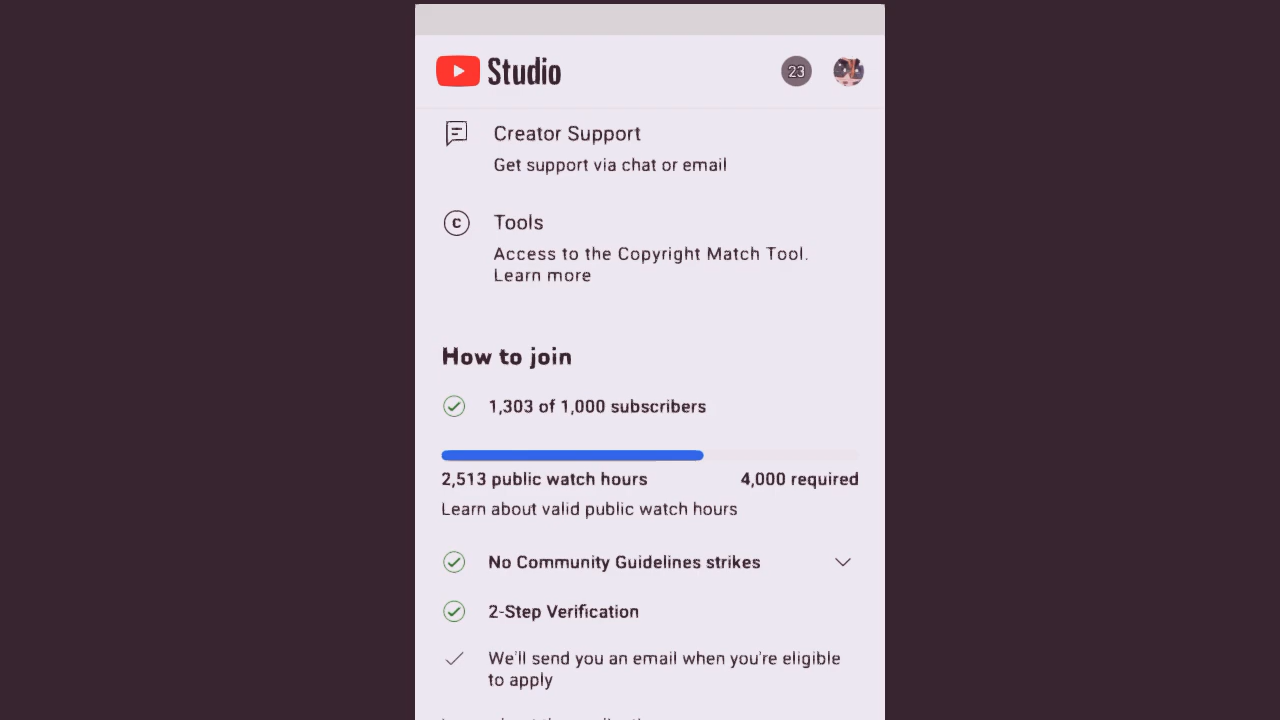 Studio
23
Creator Support
Get support via chat or email
C
Tools
Access to the Copyright Match Tool.
Learn more
How to join
1,303 of 1,000 subscribers
2,513 public watch hours
4,000 required
Learn about valid public watch hours
No Community Guidelines strikes
2-Step Verification
We'll send you an email when you're eligible
to apply